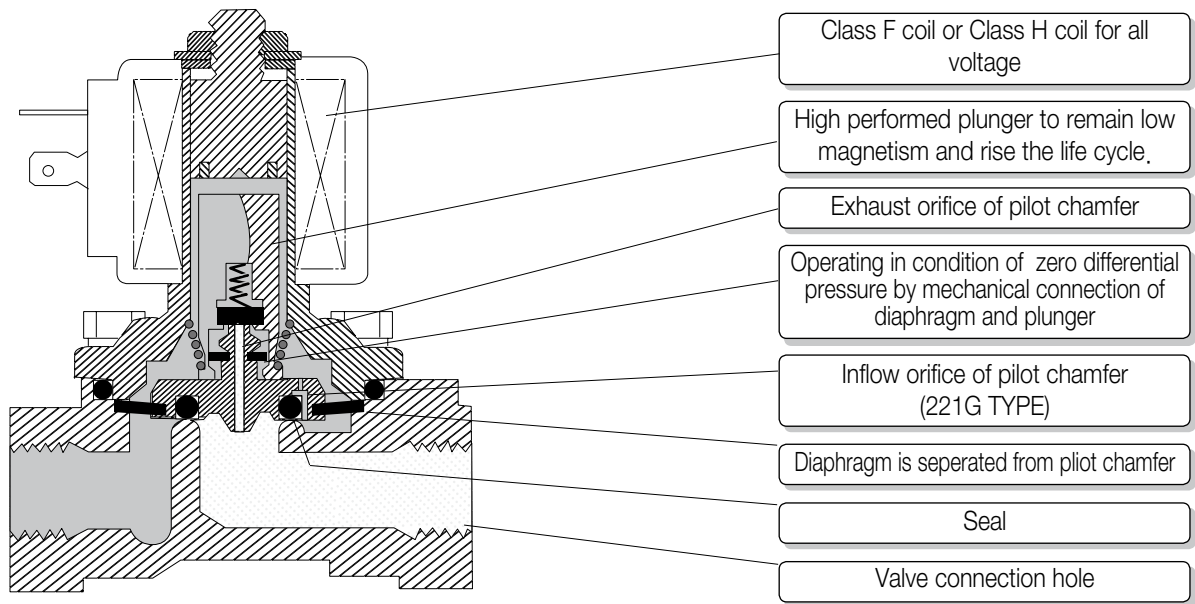 Class F coil or Class H coil for all
voltage
High performed plunger to remain low
magnetism and rise the life cycle.
Exhaust orifice of pilot chamfer
Operating in condition of zero differential
pressure by mechanical connection of
diaphragm and plunger
Inflow orifice of pilot chamfer
(221G TYPE)
Diaphragm is seperated from pliot chamfer
Seal
Valve connection hole